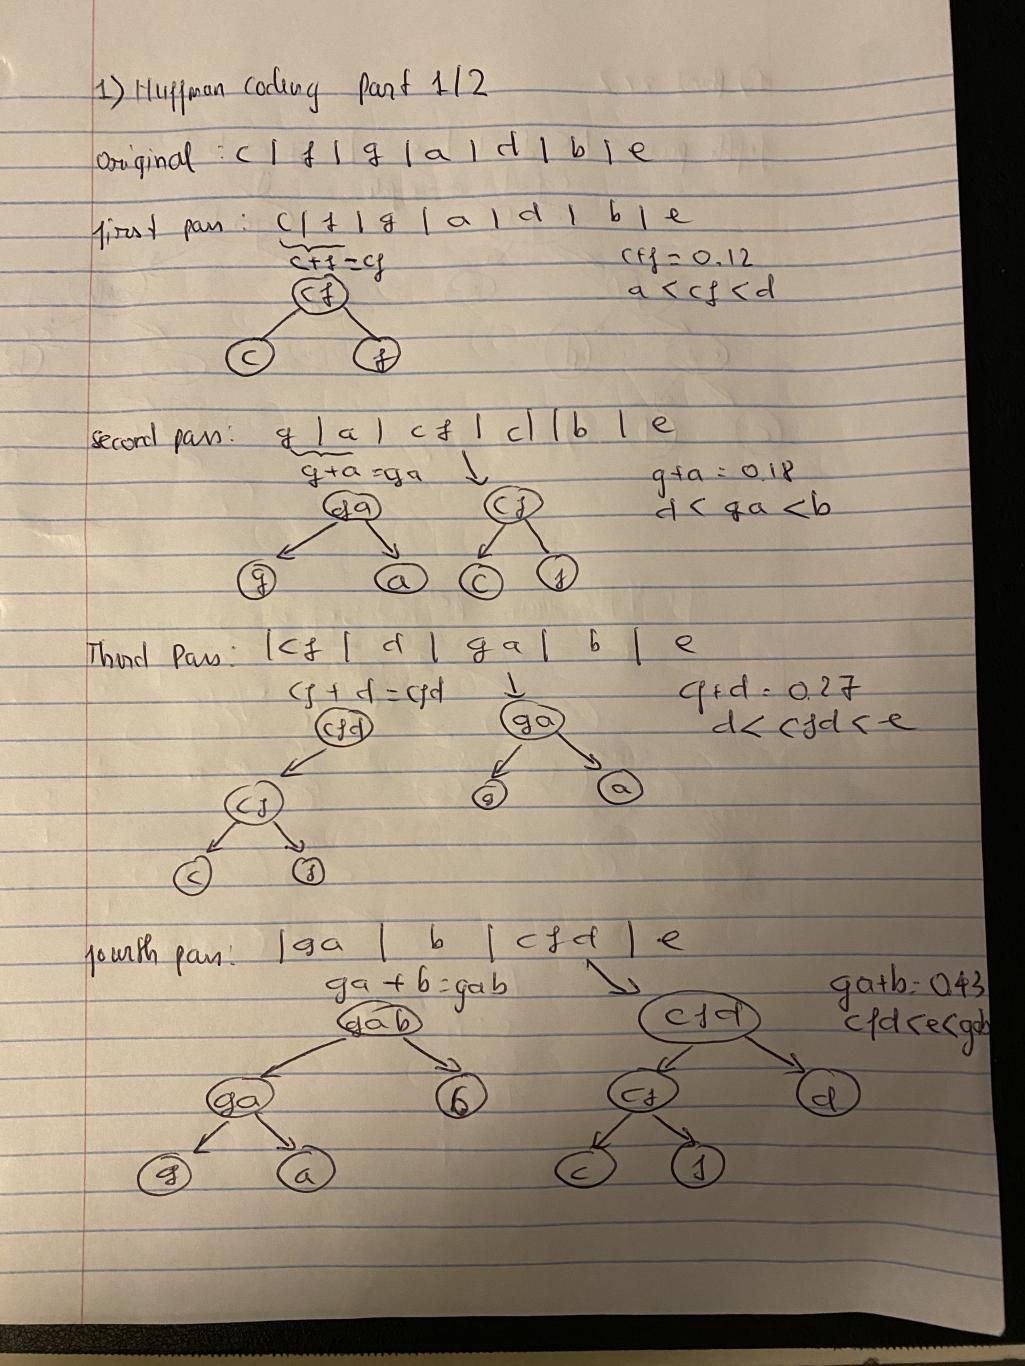 1) Huffman coding Part 1/2
Original : c | f | g | a | d | b | e
first pass: c | f | g | a | d | b | e
c+f=cf
c+f = 0.12
cf
a < cf < d
c f
second pass: g | a | cf | d | b | e
g+a=ga
g+a = 0.18
ga cf
d < ga < b
g a c f
Third Pass: | cf | d | ga | b | e
cf + d = cfd
cf+d = 0.27
cfd ga
d < cfd < e
cf g a
c f
fourth pass: | ga | b | cfd | e
ga + b = gab
ga+b = 0.43
gab cfd
cfd<e<gab
ga b cf d
g a c f